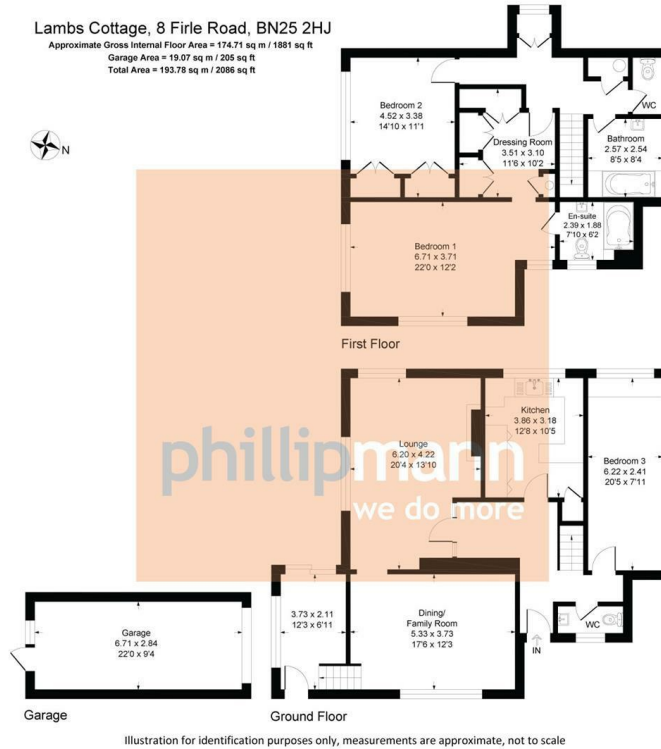 Lambs Cottage, 8 Firle Road, BN25 2HJ
Approximate Gross Internal Floor Area = 174.71 sq m / 1881 sq ft
Garage Area = 19.07 sq m / 205 sq ft
Total Area = 193.78 sq m / 2086 sq ft
N
Bedroom 2
4.52 x 3.38
14'10 x 11'1
Dressing Room
3.51 x 3.10
11'6 x 10'2
WC
Bathroom
2.57 x 2.54
8'5 x 8'4
En-suite
2.39 x 1.88
7'10 x 6'2
Bedroom 1
6.71 x 3.71
22'0 x 12'2
First Floor
Lounge
6.20 x 4.22
20'4 x 13'10
Kitchen
3.86 x 3.18
12'8 x 10'5
Bedroom 3
6.22 x 2.41
20'5 x 7'11
phillipmann
we do more
3.73 x 2.11
12'3 x 6'11
Dining/
Family Room
5.33 x 3.73
17'6 x 12'3
IN
WC
Garage
6.71 x 2.84
22'0 x 9'4
Garage
Ground Floor
Illustration for identification purposes only, measurements are approximate, not to scale